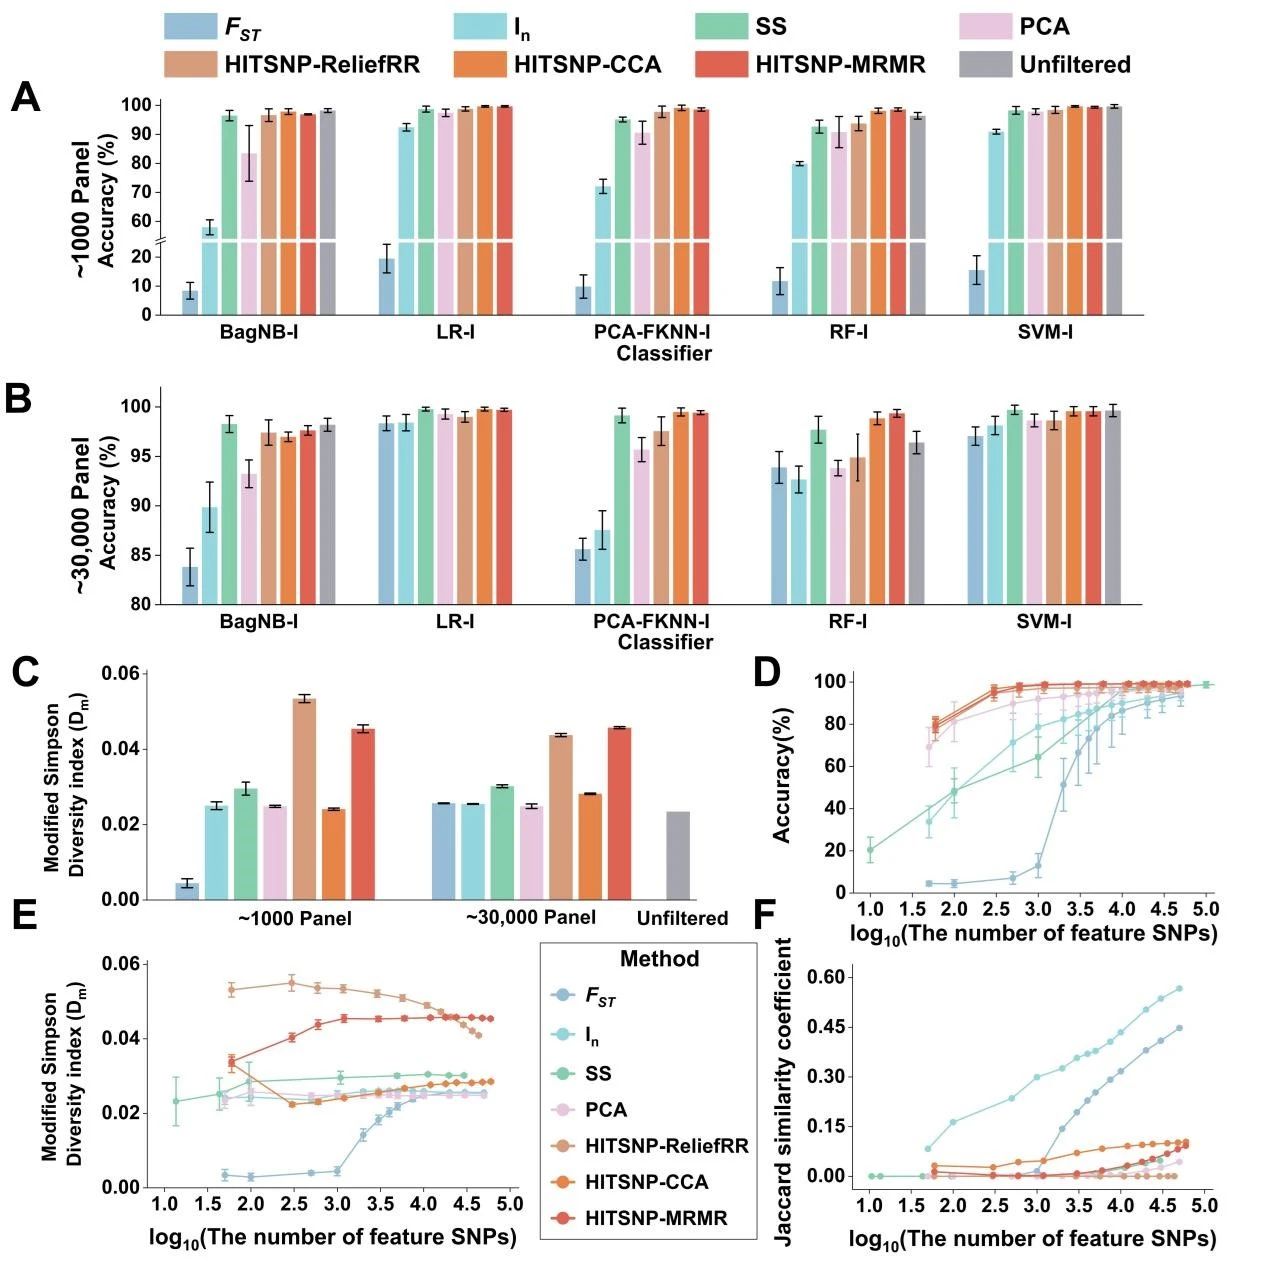 F_ST I_n SS PCA
HITSNP-ReliefRR HITSNP-CCA HITSNP-MRMR Unfiltered
A
~1000 Panel
Accuracy (%)
100
90
80
70
60
20
10
0
BagNB-I LR-I PCA-FKNN-I RF-I SVM-I
Classifier
B
~30,000 Panel
Accuracy (%)
100
95
90
85
80
BagNB-I LR-I PCA-FKNN-I RF-I SVM-I
Classifier
C
Modified Simpson
Diversity index (D_m)
0.06
0.04
0.02
0.00
~1000 Panel ~30,000 Panel Unfiltered
D
Accuracy(%)
100
80
60
40
20
0
1.0 1.5 2.0 2.5 3.0 3.5 4.0 4.5 5.0
log_10(The number of feature SNPs)
E
Modified Simpson
Diversity index (D_m)
0.06
0.04
0.02
0.00
1.0 1.5 2.0 2.5 3.0 3.5 4.0 4.5 5.0
log_10(The number of feature SNPs)
Method
F_ST
I_n
SS
PCA
HITSNP-ReliefRR
HITSNP-CCA
HITSNP-MRMR
F
Jaccard similarity coefficient
0.60
0.45
0.30
0.15
0.00
1.0 1.5 2.0 2.5 3.0 3.5 4.0 4.5 5.0
log_10(The number of feature SNPs)